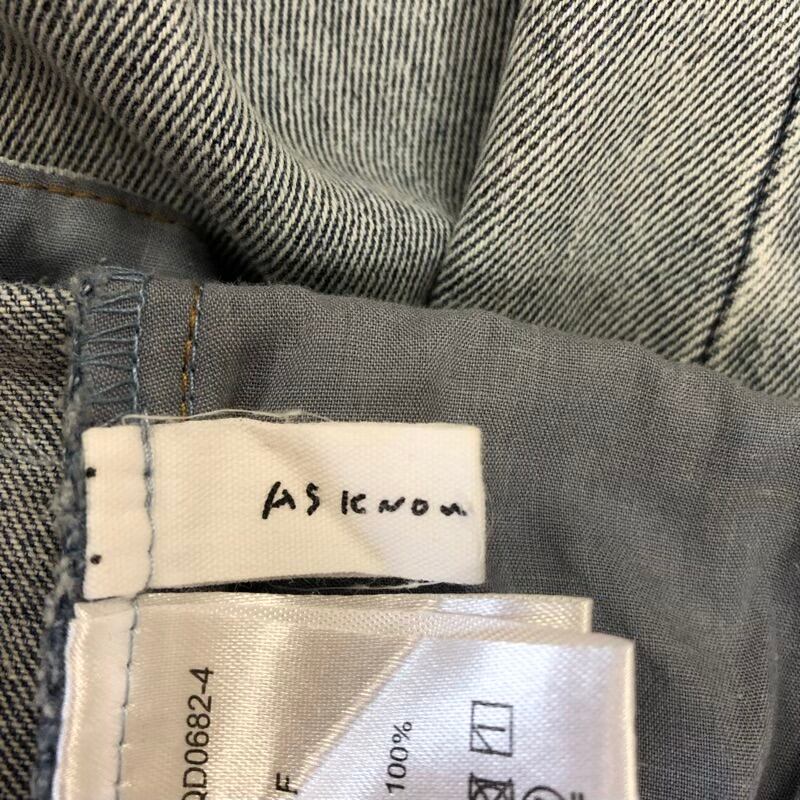 AS KNOW
QD0682-4
F
100%